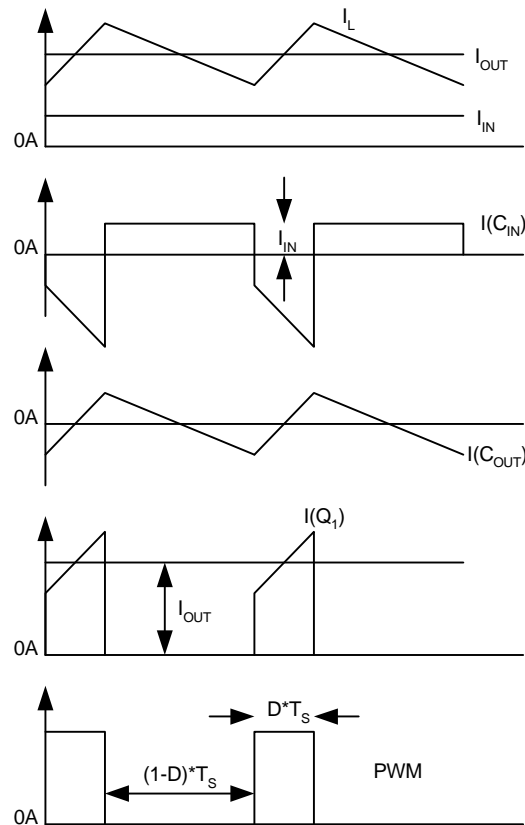 I_L
I_OUT
I_IN
0A
I(C_IN)
0A
I_IN
0A
I(C_OUT)
I(Q_1)
I_OUT
0A
D*T_S
(1-D)*T_S
PWM
0A